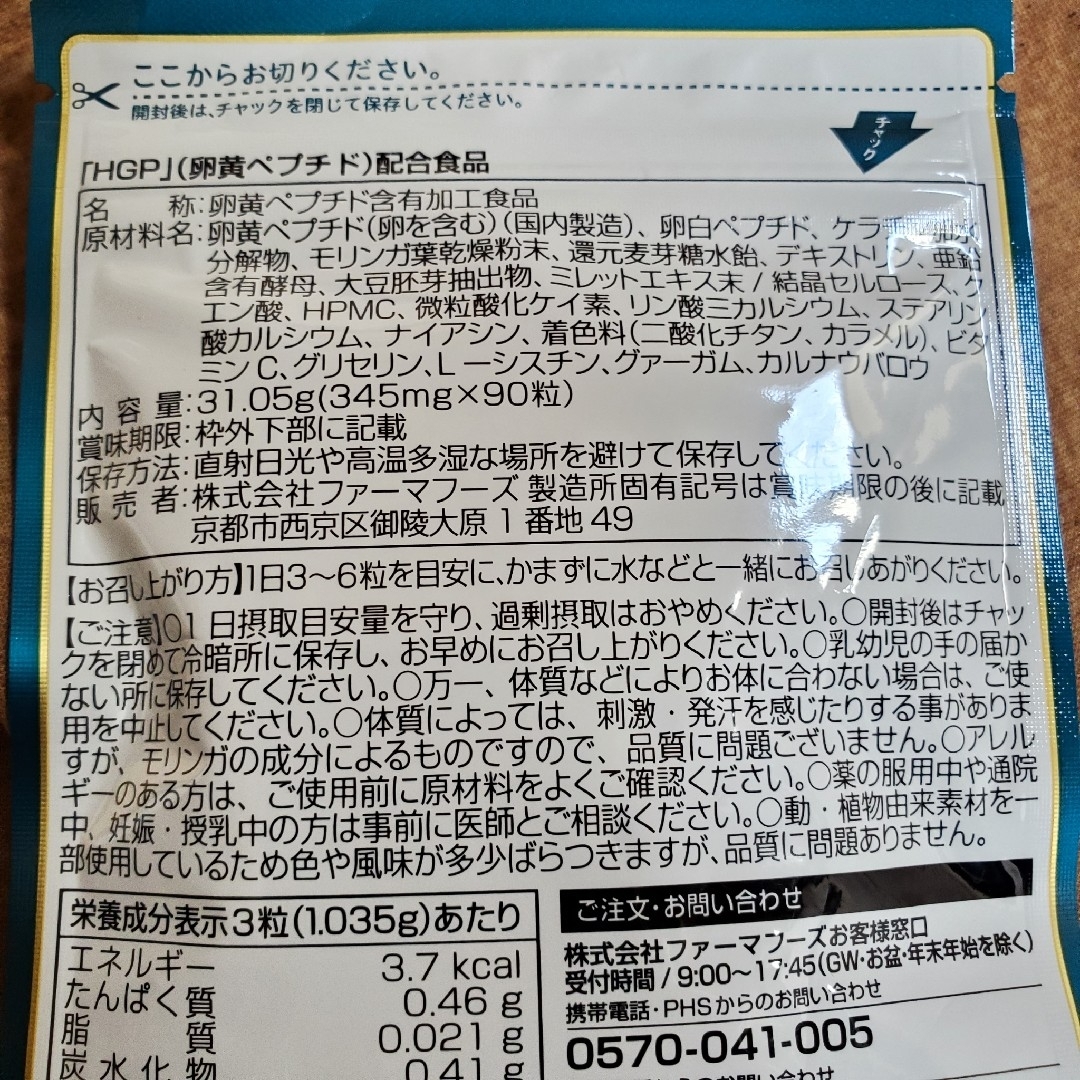 ここからお切りください。
開封後は、チャックを閉じて保存してください。
チャック
「HGP」(卵黄ペプチド)配合食品
名 称:卵黄ペプチド含有加工食品
原材料名:卵黄ペプチド(卵を含む)(国内製造)、卵白ペプチド、ケラ
分解物、モリンガ葉乾燥粉末、還元麦芽糖水飴、デキストリン、亜鉛
含有酵母、大豆胚芽抽出物、ミレットエキス末 / 結晶セルロース、ク
エン酸、HPMC、微粒酸化ケイ素、リン酸三カルシウム、ステアリン
酸カルシウム、ナイアシン、着色料(二酸化チタン、カラメル)、ビタ
ミンC、グリセリン、L-シスチン、グァーガム、カルナウバロウ
内容量:31.05g(345mg×90粒)
賞味期限:枠外下部に記載
保存方法:直射日光や高温多湿な場所を避けて保存して さい。
販売者:株式会社ファーマフーズ 製造所固有記号は賞 期限の後に記載
京都市西京区御陵大原1番地49
【お召し上がり方】1日3~6粒を目安に、かまずに水などと一緒にお召しあがりください。
【ご注意】○1日摂取目安量を守り、過剰摂取はおやめください。○開封後はチャッ
クを閉めて冷暗所に保存し、お早めにお召し上がりください。○乳幼児の手の届か
ない所に保存してください。○万一、体質などによりお体に合わない場合は、ご使
用を中止してください。○体質によっては、刺激・発汗を感じたりする事がありま
すが、モリンガの成分によるものですので、品質に問題ございません。○アレル
ギーのある方は、ご使用前に原材料をよくご確認ください。○薬の服用中や通院
中、妊娠・授乳中の方は事前に医師とご相談ください。○動・植物由来素材を一
部使用しているため色や風味が多少ばらつきますが、品質に問題ありません。
栄養成分表示3粒(1.035g)あたり
エネルギー 3.7 kcal
たんぱく質 0.46 g
脂質 0.021 g
炭水化物 0.41 g
ご注文・お問い合わせ
株式会社ファーマフーズお客様窓口
受付時間 / 9:00~17:45(GW・お盆・年末年始を除く)
携帯電話・PHSからのお問い合わせ
0570-041-005
からのお問い合わせ